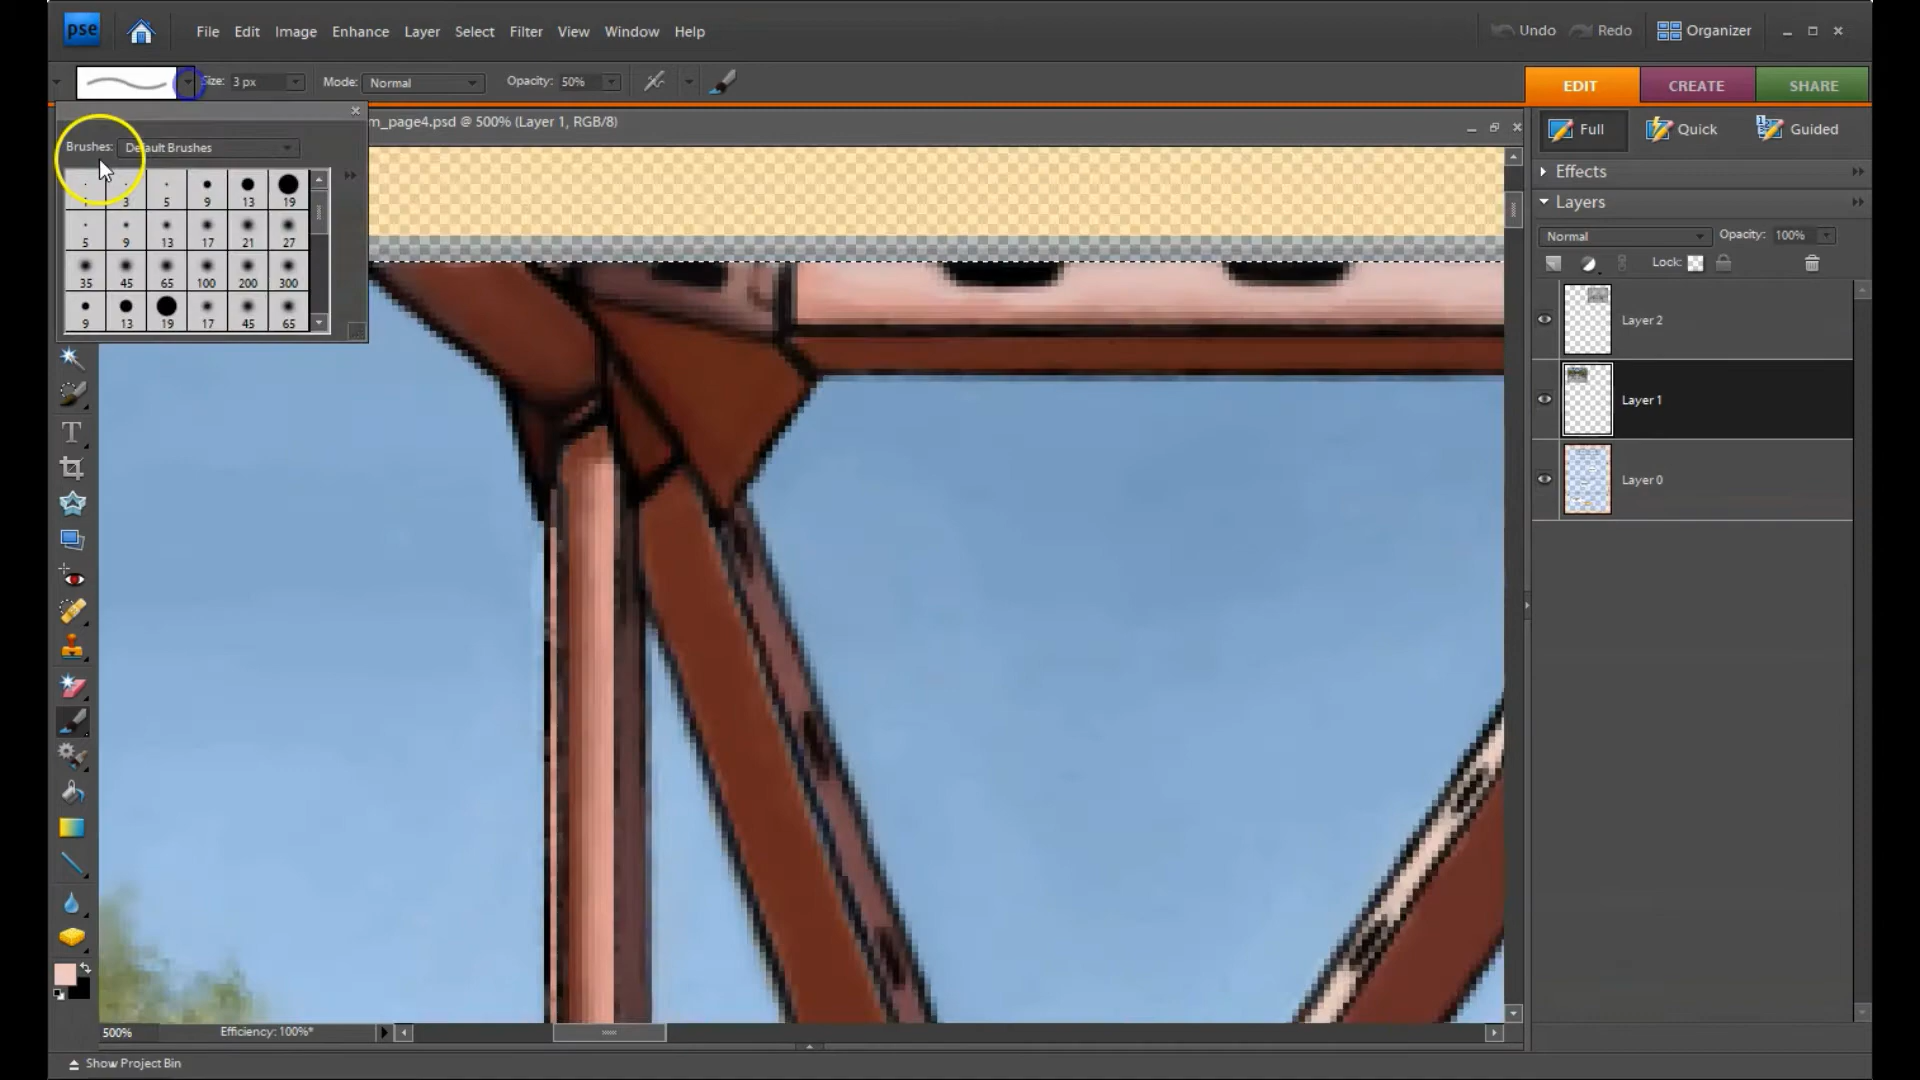 pse File Edit Image Enhance Layer Select Filter View Window Help Undo Redo Organizer
Size: 3 px Mode: Normal Opacity: 50%
EDIT CREATE SHARE
m_page4.psd @ 500% (Layer 1, RGB/8)
Full Quick Guided
Brushes: Default Brushes
1 3 5 9 13 19
5 9 13 17 21 27
35 45 65 100 200 300
9 13 19 17 45 65
Effects
Layers
Normal Opacity: 100%
Lock:
Layer 2
Layer 1
Layer 0
T
500% Efficiency: 100%*
Show Project Bin